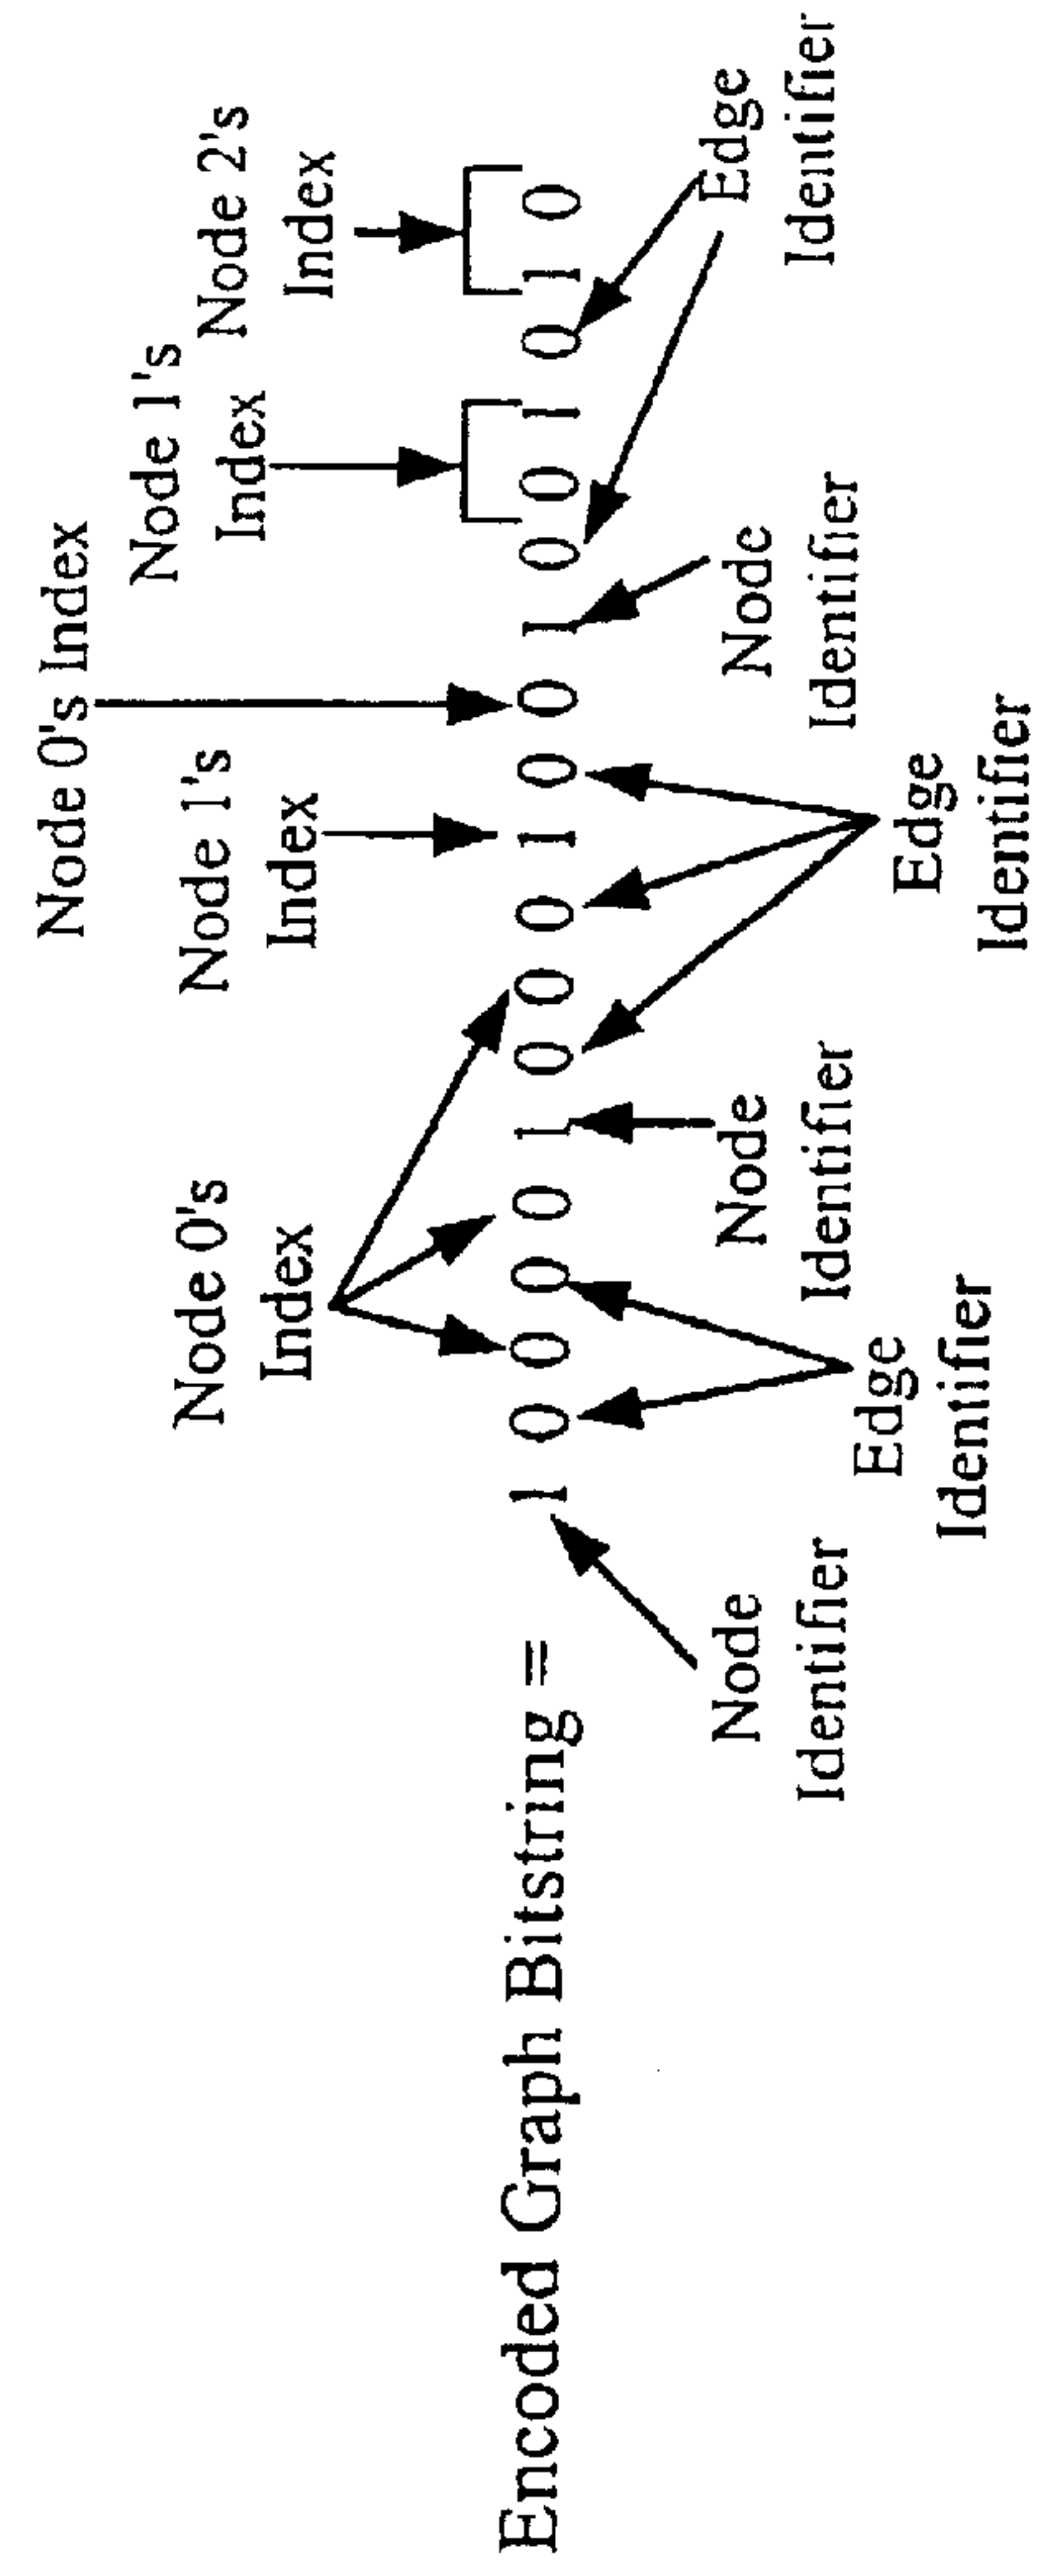 Node 0's Index
Node 1's
Index
Node 2's
Index
Node 0's
Index
Node 1's
Index
Encoded Graph Bitstring = 1 0 0 0 0 1 0 0 0 1 0 0 1 0 0 1 0 1 0
Node
Identifier
Edge
Identifier
Node
Identifier
Edge
Identifier
Node
Identifier
Edge
Identifier